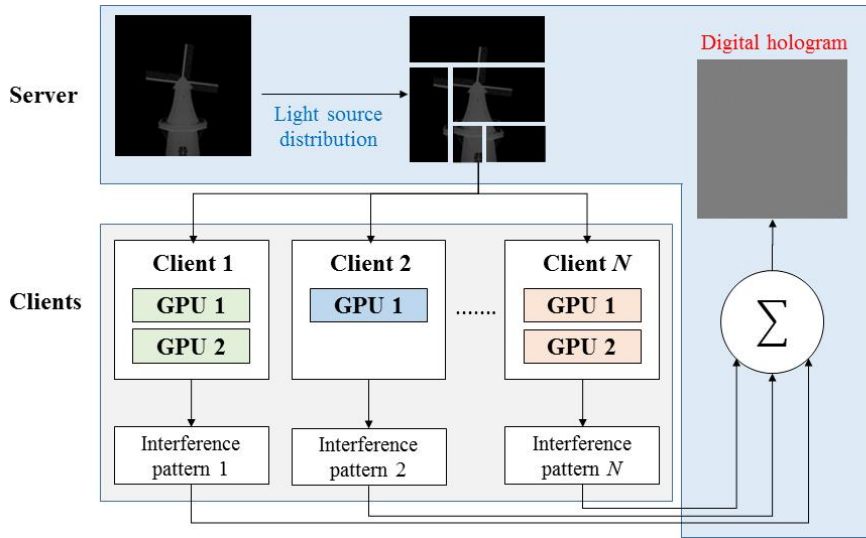 Digital hologram
Server
Light source
distribution
Client 1
GPU 1
GPU 2
Client 2
GPU 1
.......
Client N
GPU 1
GPU 2
Clients
∑
Interference
pattern 1
Interference
pattern 2
Interference
pattern N